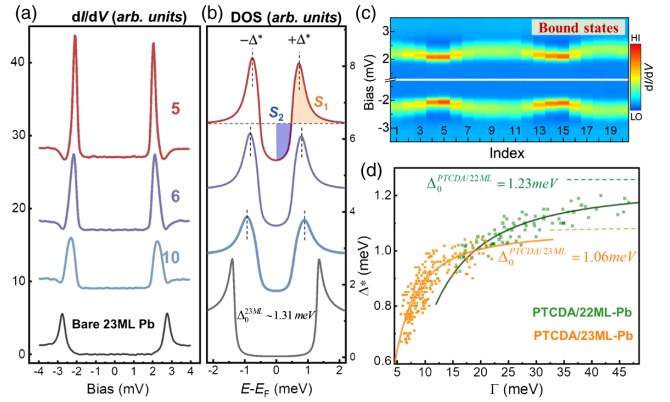 (a) dI/dV (arb. units)
40
30
20
10
0
5
6
10
Bare 23ML Pb
-4 -3 -2 -1 0 1 2 3 4
Bias (mV)
(b) DOS (arb. units)
−Δ* +Δ*
S1
S2
Δ0^23ML ~1.31 meV
8
6
4
2
0
-2 -1 0 1 2
E-EF (meV)
(c)
Bound states
Bias (mV)
3
2
-2
-3
1 3 5 7 9 11 13 15 17 19
Index
HI
dI/dV
LO
(d)
Δ0^PTCDA/22ML = 1.23meV
Δ0^PTCDA/23ML = 1.06meV
PTCDA/22ML-Pb
PTCDA/23ML-Pb
Δ*
1.2
1.0
0.8
0.6
5 10 15 20 25 30 35 40 45
Γ (meV)